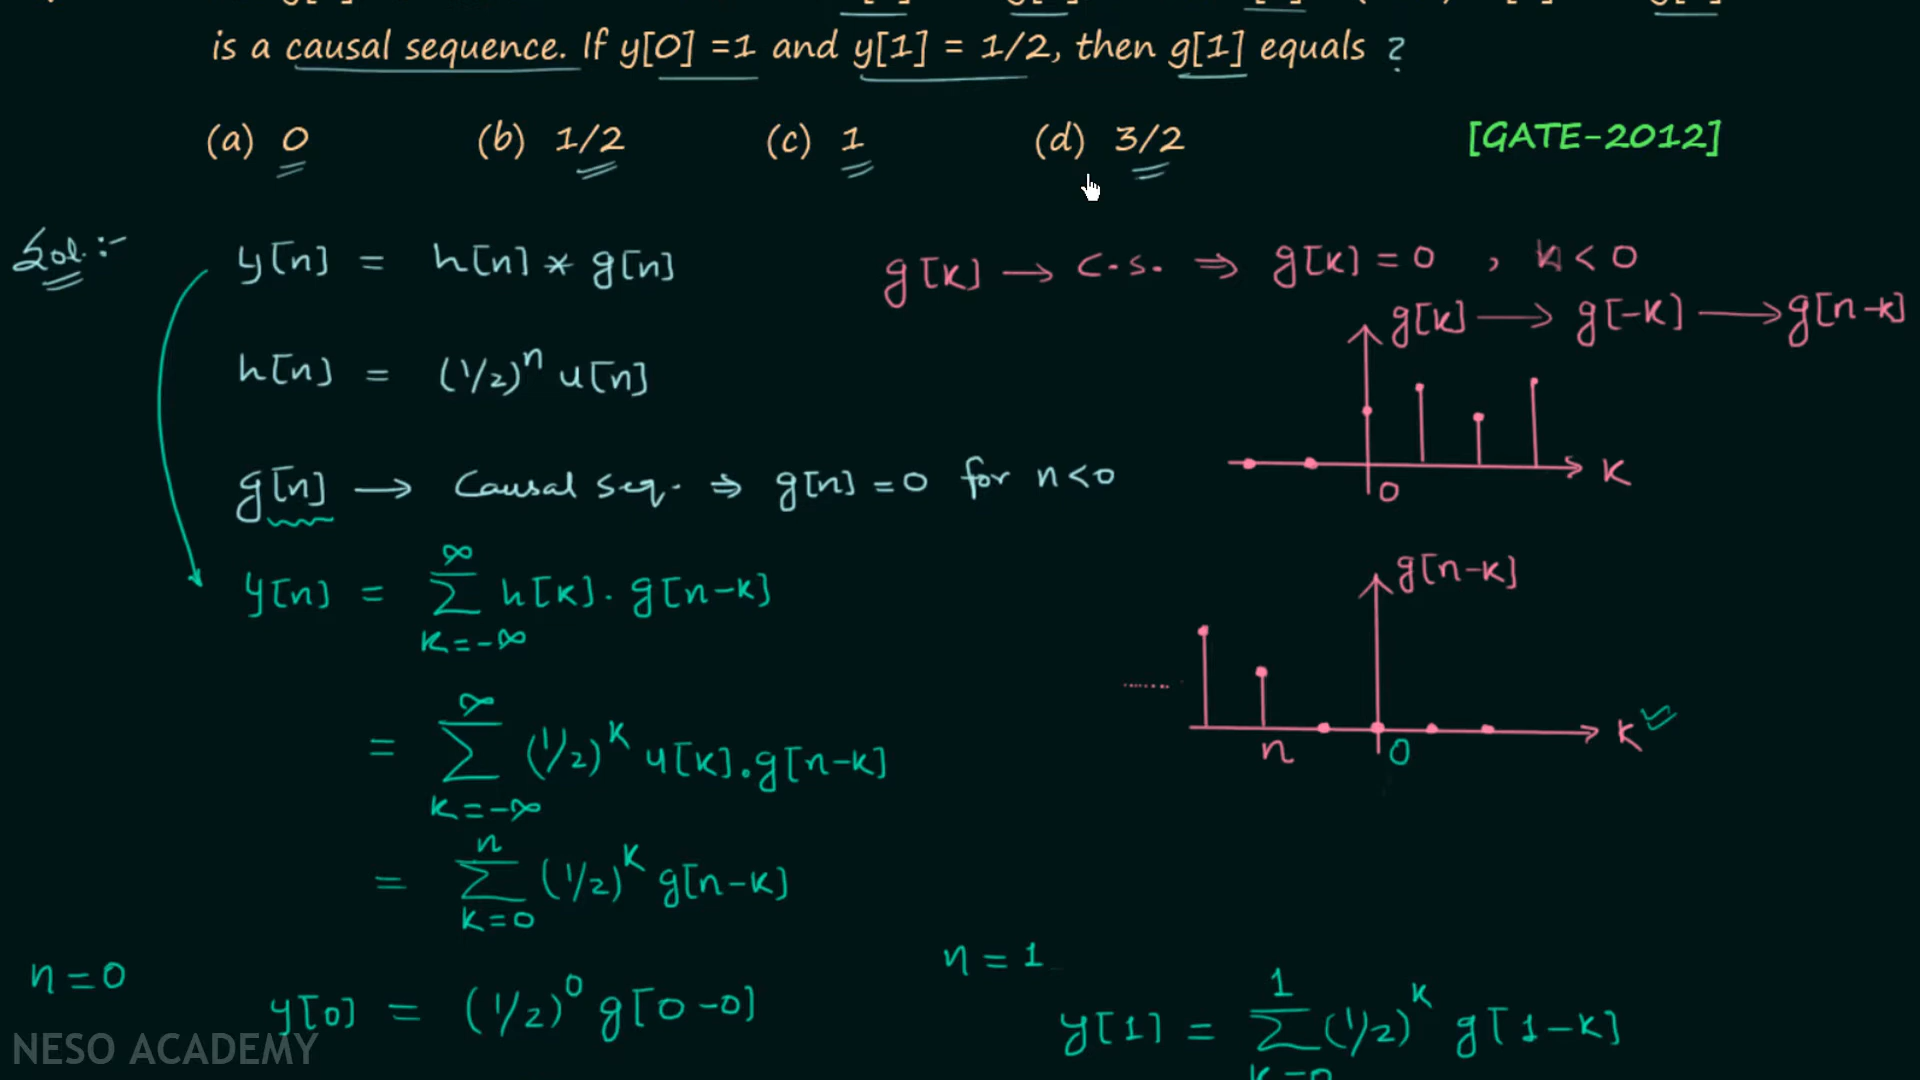 is a causal sequence. If y[0] =1 and y[1] = 1/2, then g[1] equals ?
(a) 0 (b) 1/2 (c) 1 (d) 3/2 [GATE-2012]
Sol:-
y[n] = h[n] * g[n]
g[k] → C.S. ⇒ g[k] = 0 , k < 0
g[k] → g[-k] → g[n-k]
h[n] = (1/2)^n u[n]
0 k
g[n] → Causal seq. ⇒ g[n] = 0 for n<0
y[n] = ∞ Σ k=-∞ h[k] . g[n-k]
g[n-k]
n 0 k
= ∞ Σ k=-∞ (1/2)^k u[k] . g[n-k]
= n Σ k=0 (1/2)^k g[n-k]
n=0
y[0] = (1/2)^0 g[0-0]
n = 1
y[1] = 1 Σ k=0 (1/2)^k g[1-k]
NESO ACADEMY